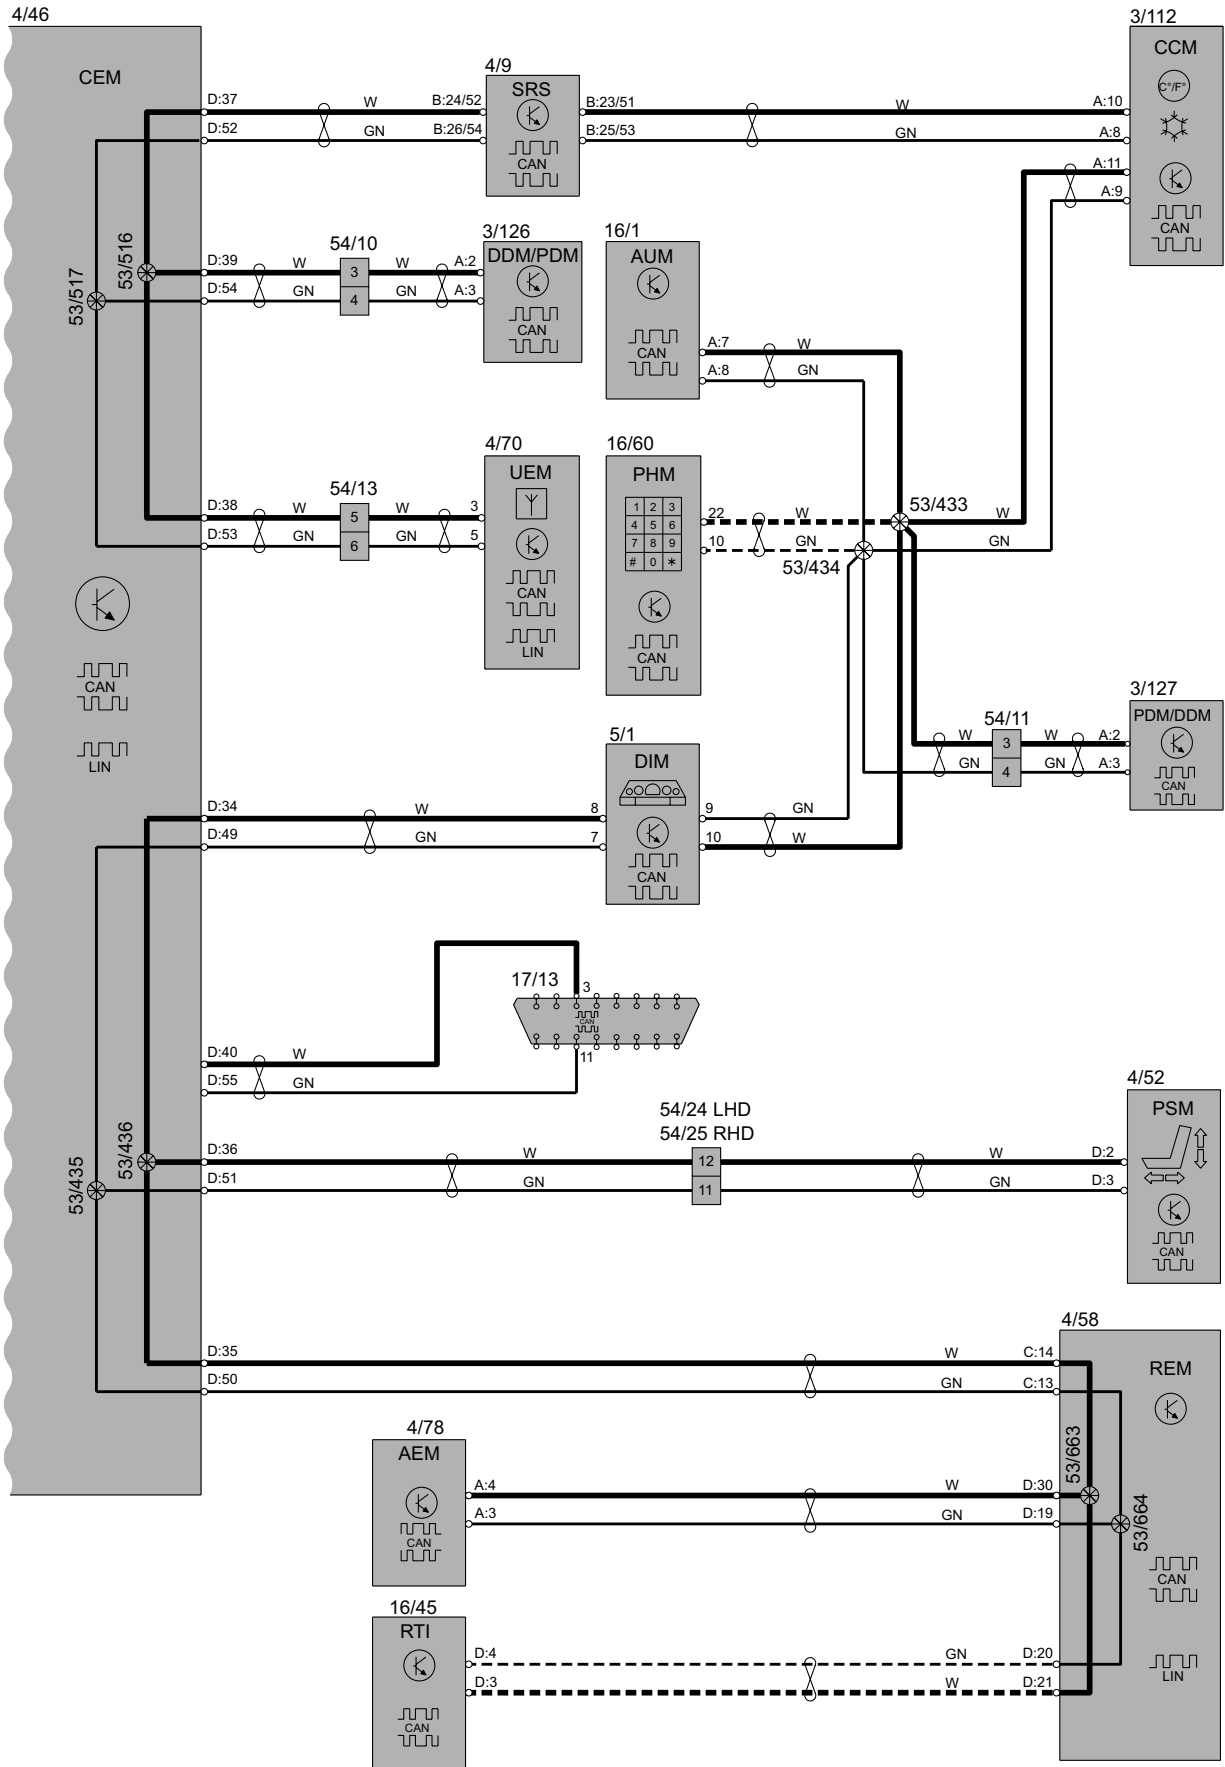 4/46
CEM
CAN
LIN
D:37
W
B:24/52
D:52
GN
B:26/54
4/9
SRS
CAN
B:23/51
W
A:10
B:25/53
GN
A:8
3/112
CCM
C°/F°
A:11
A:9
CAN
53/516
53/517
D:39
W
54/10
3
W
A:2
D:54
GN
4
GN
A:3
3/126
DDM/PDM
CAN
16/1
AUM
CAN
A:7
W
A:8
GN
D:38
W
54/13
5
W
3
D:53
GN
6
GN
5
4/70
UEM
CAN
LIN
16/60
PHM
1 2 3
4 5 6
7 8 9
# 0 *
CAN
22
W
53/433
W
10
GN
53/434
GN
54/11
W
3
W
A:2
GN
4
GN
A:3
3/127
PDM/DDM
CAN
D:34
W
8
D:49
GN
7
5/1
DIM
CAN
9
GN
10
W
17/13
3
CAN
11
D:40
W
D:55
GN
53/436
53/435
D:36
W
54/24 LHD
54/25 RHD
12
W
D:2
D:51
GN
11
GN
D:3
4/52
PSM
CAN
D:35
W
C:14
D:50
GN
C:13
4/58
REM
53/663
53/664
CAN
LIN
4/78
AEM
CAN
A:4
W
D:30
A:3
GN
D:19
16/45
RTI
CAN
D:4
GN
D:20
D:3
W
D:21